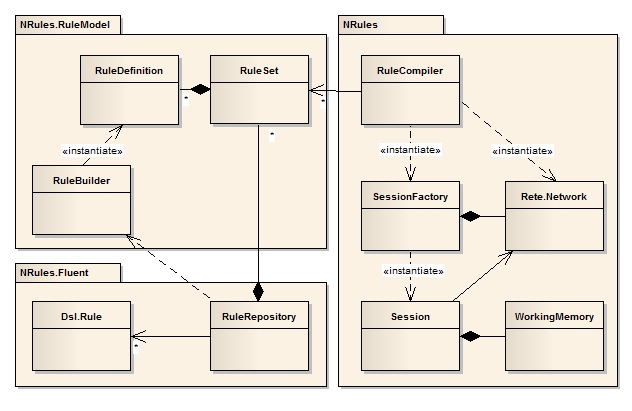 NRules.RuleModel
NRules
RuleDefinition
RuleSet
RuleCompiler
*
*
*
«instantiate»
«instantiate»
«instantiate»
RuleBuilder
SessionFactory
Rete.Network
NRules.Fluent
«instantiate»
Dsl.Rule
RuleRepository
Session
WorkingMemory
*